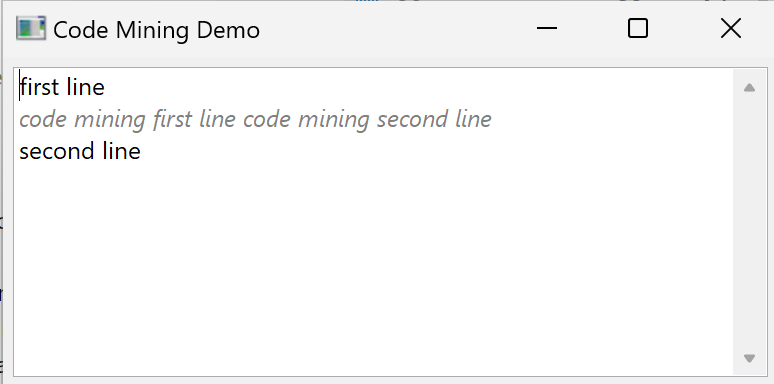 Code Mining Demo
first line
code mining first line code mining second line
second line